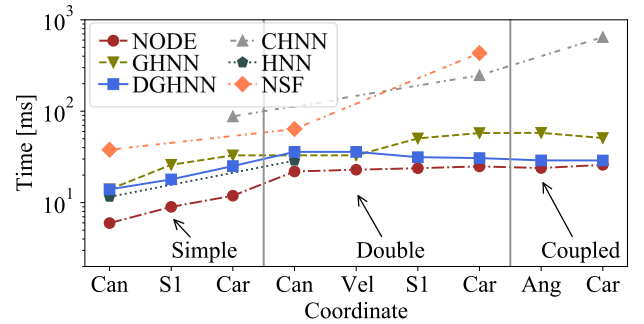 10³
10²
10¹
Time [ms]
NODE
GHNN
DGHNN
CHNN
HNN
NSF
Simple
Double
Coupled
Can S1 Car Can Vel S1 Car Ang Car
Coordinate